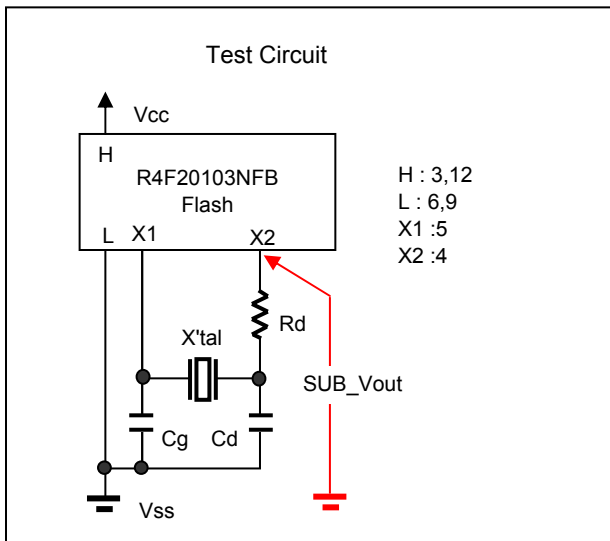 Test Circuit
Vcc
H
R4F20103NFB
Flash
L X1 X2
H : 3,12
L : 6,9
X1 :5
X2 :4
Rd
X'tal
SUB_Vout
Cg Cd
Vss